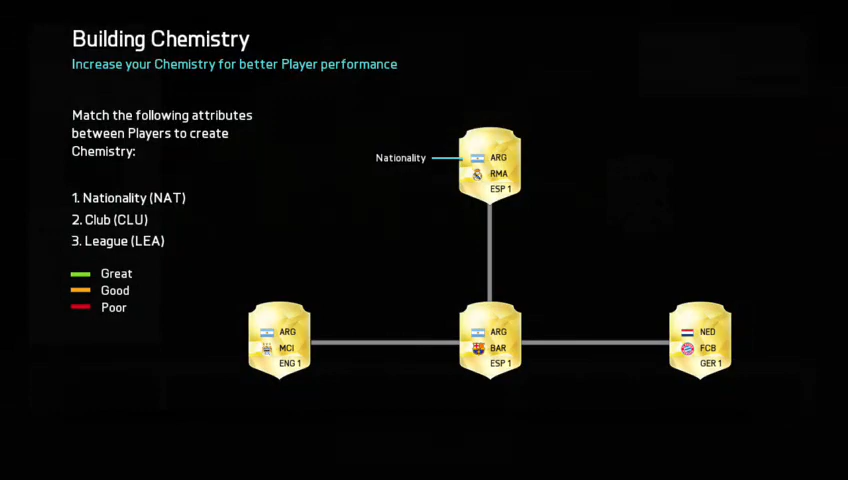 Building Chemistry
Increase your Chemistry for better Player performance
Match the following attributes
between Players to create
Chemistry:
1. Nationality (NAT)
2. Club (CLU)
3. League (LEA)
Great
Good
Poor
Nationality
ARG
RMA
ESP 1
ARG
MCI
ENG 1
ARG
BAR
ESP 1
NED
FCB
GER 1